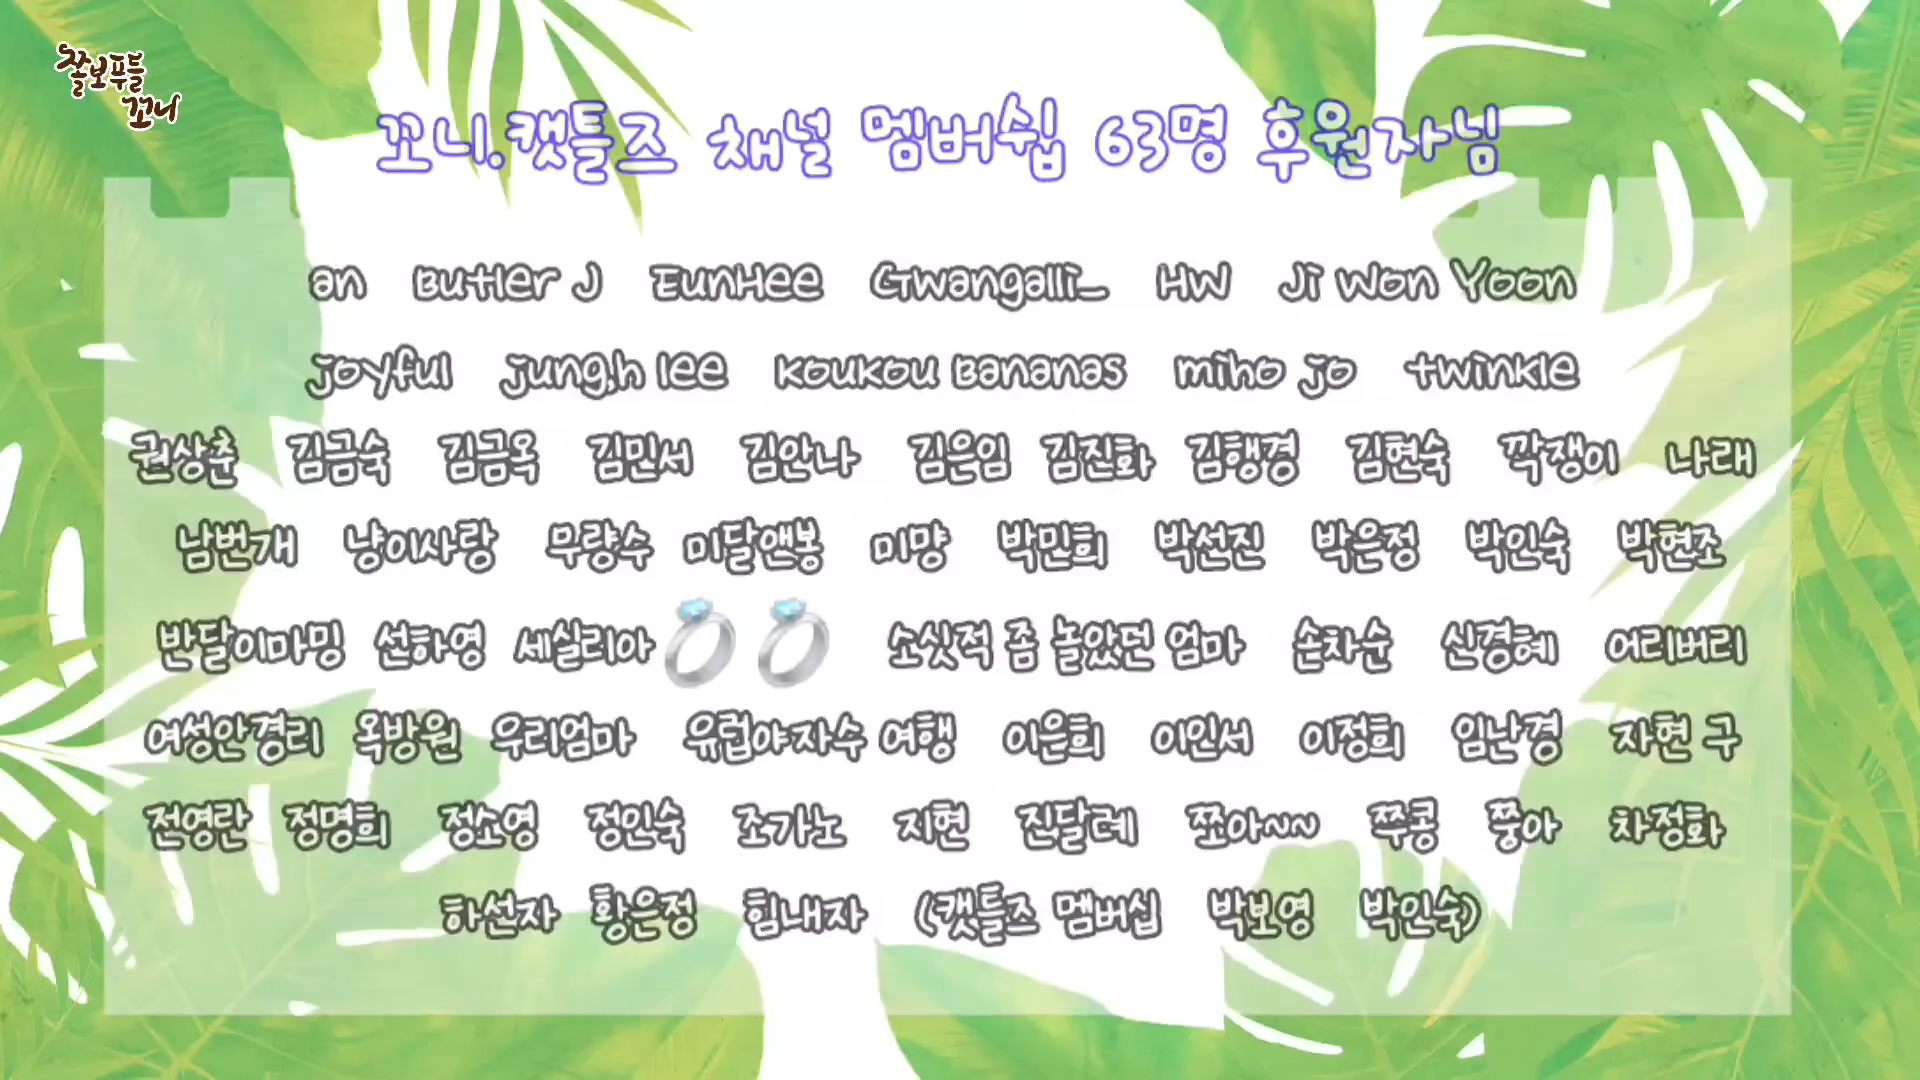 쫄보푸들
꼬니
꼬니.캣틀즈 채널 멤버쉽 63명 후원자님
an Butler J EunHee Gwangalli_ HW Ji Won Yoon
joyful jung,h lee koukou Bananas miho jo twinkle
권상춘 김금숙 김금옥 김민서 김안나 김은임 김진화 김행경 김현숙 깍쟁이 나래
남번개 냥이사랑 무량수 미달앤봉 미먕 박민희 박선진 박은정 박인숙 박현조
반달이마밍 선하영 세실리아💍💍 소싯적 좀 놀았던 엄마 손차순 신경혜 어리버리
여성안경리 옥방원 우리엄마 유럽야자수 여행 이은희 이인서 이정희 임난경 자현 구
전영란 정명희 정소영 정인숙 조가노 지현 진달레 쪼아~~ 쭈콩 쭝아 차정화
하선자 황은정 힘내자 (캣틀즈 멤버십 박보영 박인숙)